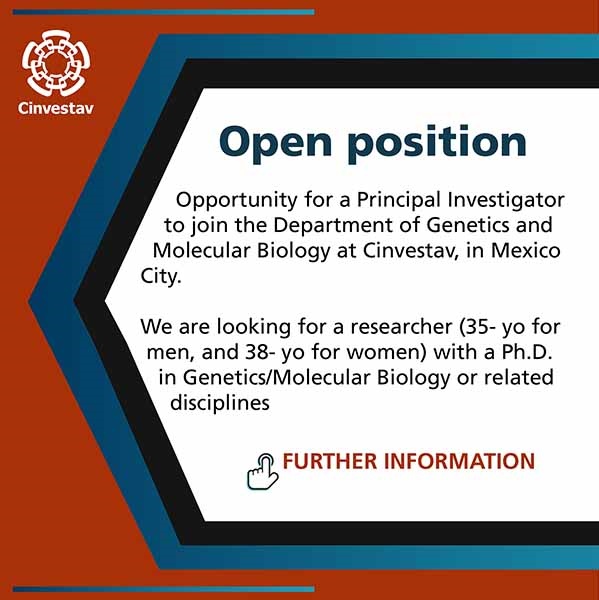 Cinvestav
Open position
Opportunity for a Principal Investigator
to join the Department of Genetics and
Molecular Biology at Cinvestav, in Mexico
City.
We are looking for a researcher (35- yo for
men, and 38- yo for women) with a Ph.D.
in Genetics/Molecular Biology or related
disciplines
FURTHER INFORMATION